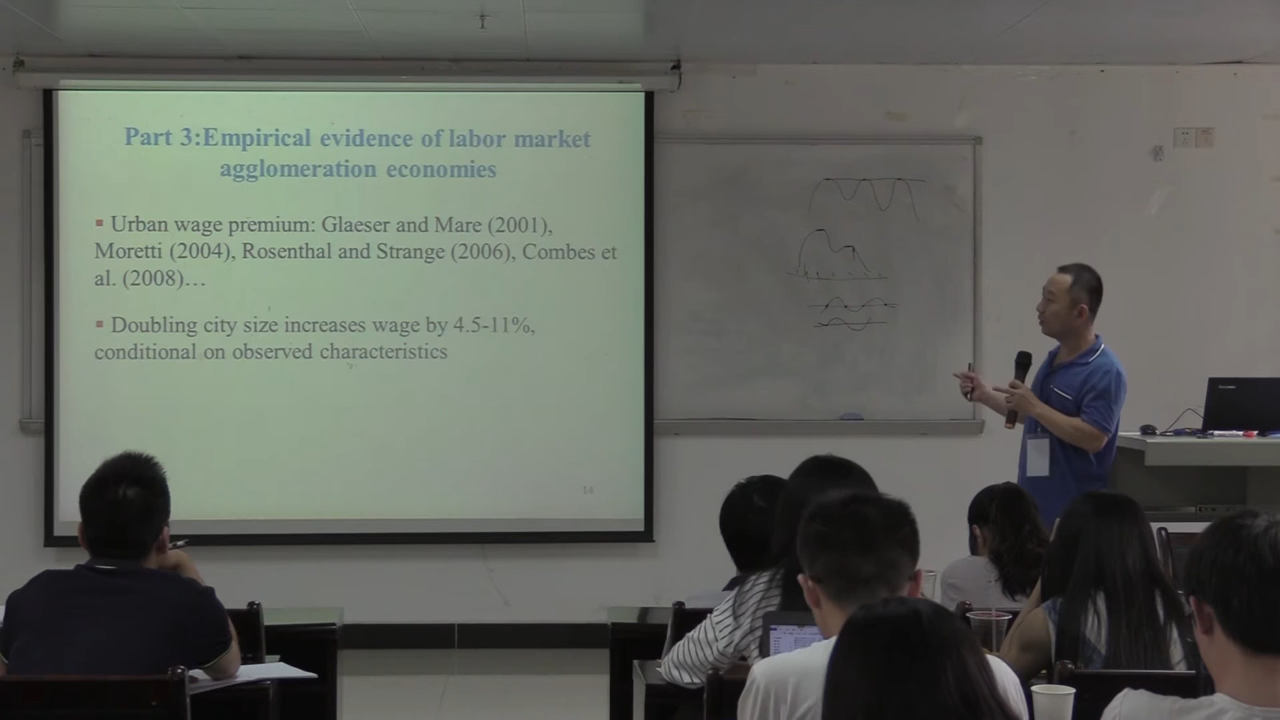 Part 3:Empirical evidence of labor market
agglomeration economies
▪ Urban wage premium: Glaeser and Mare (2001),
Moretti (2004), Rosenthal and Strange (2006), Combes et
al. (2008)…
▪ Doubling city size increases wage by 4.5-11%,
conditional on observed characteristics
14